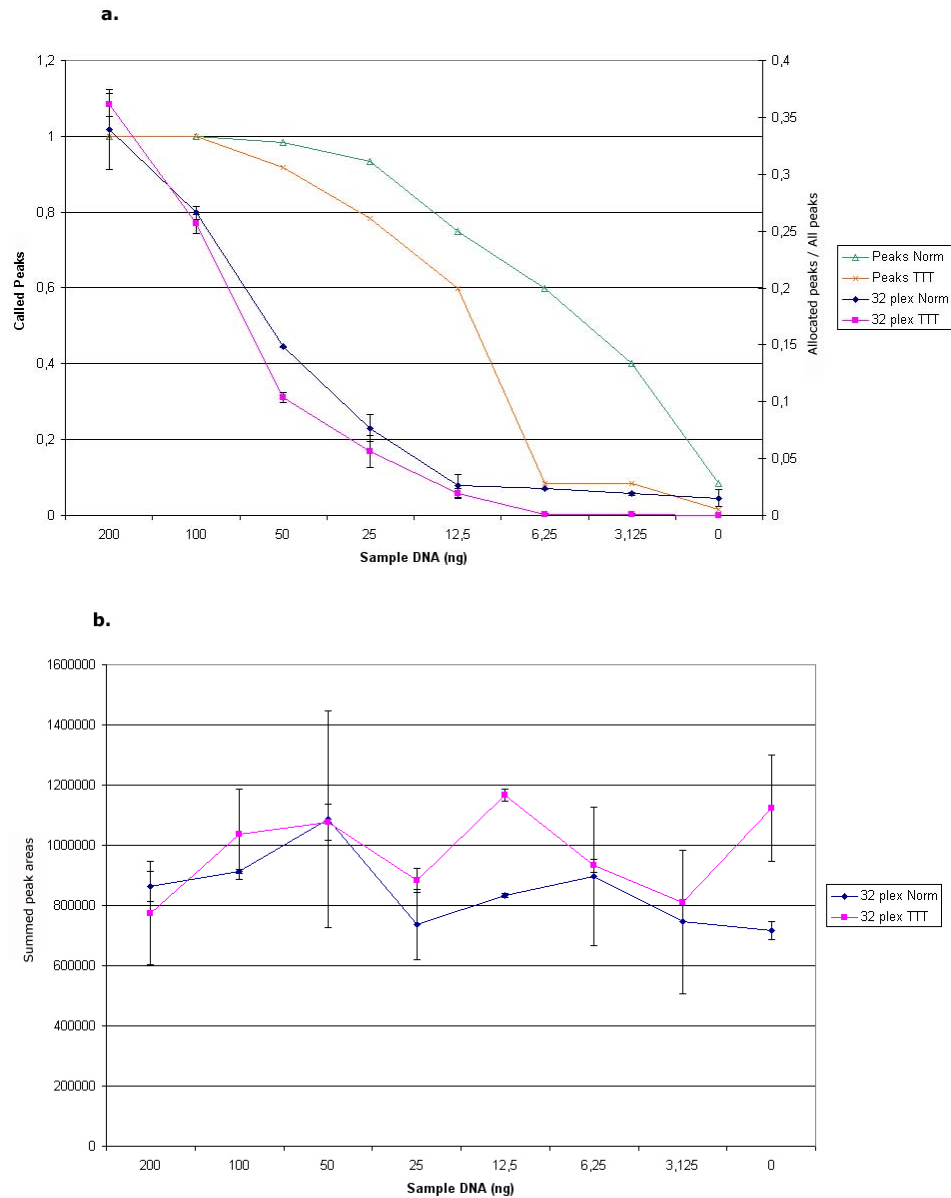 a.
1,2
1
0,8
0,6
0,4
0,2
0
Called Peaks
0,4
0,35
0,3
0,25
0,2
0,15
0,1
0,05
0
Allocated peaks / All peaks
200 100 50 25 12,5 6,25 3,125 0
Sample DNA (ng)
Peaks Norm
Peaks TTT
32 plex Norm
32 plex TTT
b.
1600000
1400000
1200000
1000000
800000
600000
400000
200000
0
Summed peak areas
200 100 50 25 12,5 6,25 3,125 0
Sample DNA (ng)
32 plex Norm
32 plex TTT